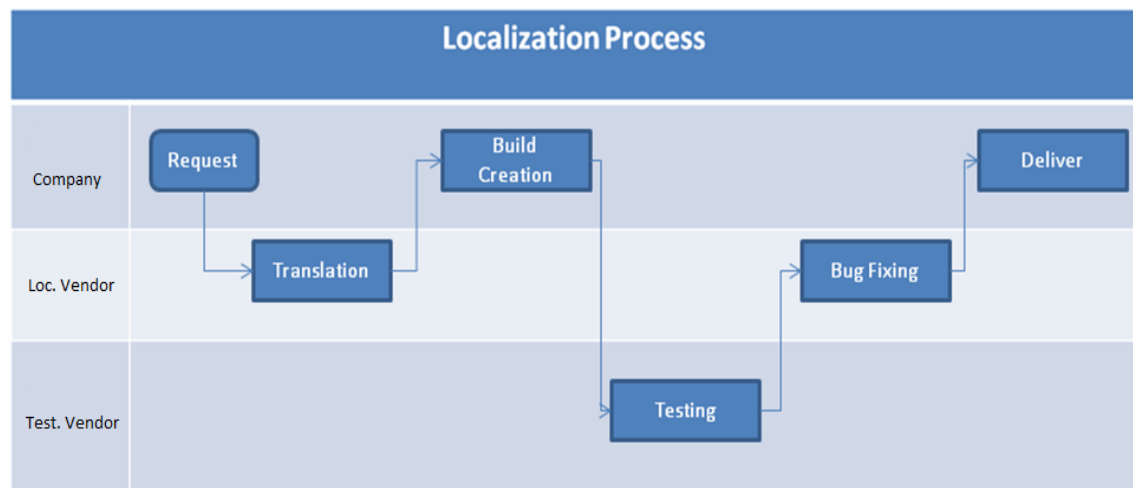 Localization Process
Company
Request
Build
Creation
Deliver
Loc. Vendor
Translation
Bug Fixing
Test. Vendor
Testing